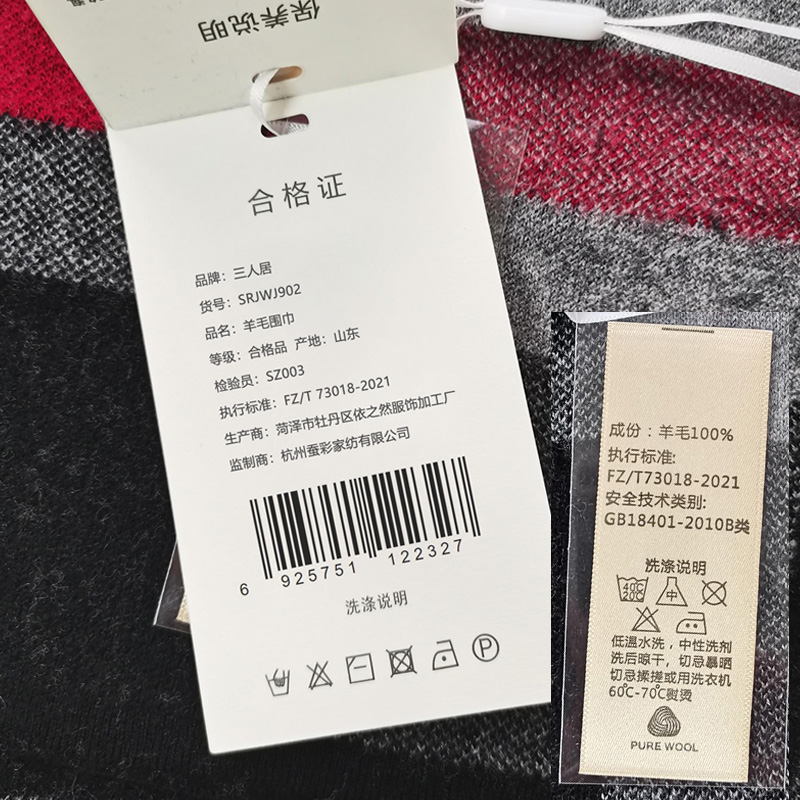 保养说明
合格证
品牌：三人居
货号：SRJWJ902
品名：羊毛围巾
等级：合格品 产地：山东
检验员：SZ003
执行标准：FZ/T 73018-2021
生产商：菏泽市牡丹区依之然服饰加工厂
监制商：杭州蚕彩家纺有限公司
6 925751 122327
洗涤说明
P
成份：羊毛100%
执行标准:
FZ/T73018-2021
安全技术类别:
GB18401-2010B类
洗涤说明
40℃
20℃
中
低温水洗，中性洗剂
洗后晾干，切忌暴晒
切忌揉搓或用洗衣机
60℃-70℃熨烫
PURE WOOL